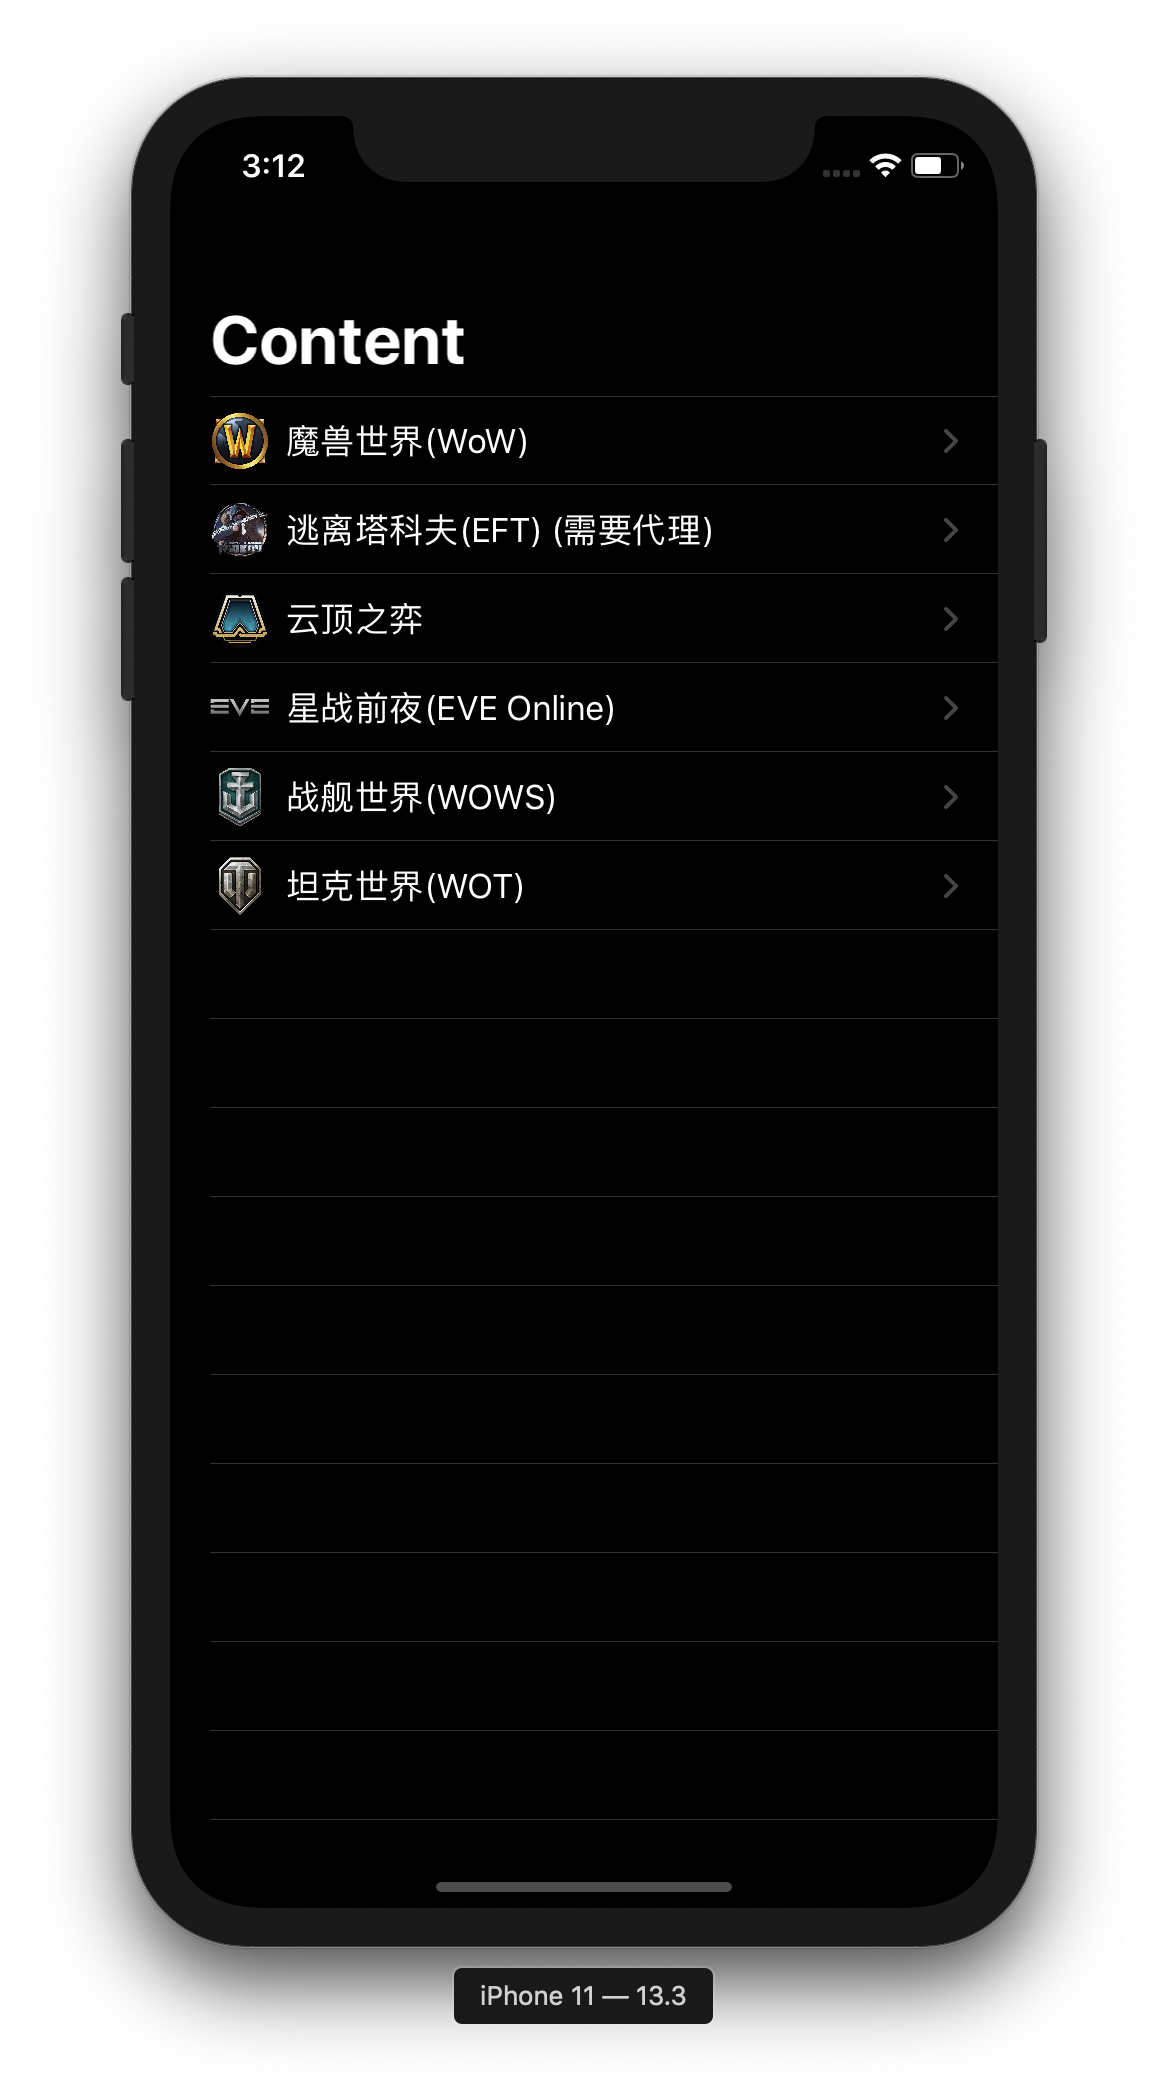 3:12
Content
魔兽世界(WoW)
逃离塔科夫(EFT) (需要代理)
云顶之弈
EVE
星战前夜(EVE Online)
战舰世界(WOWS)
坦克世界(WOT)
iPhone 11 — 13.3